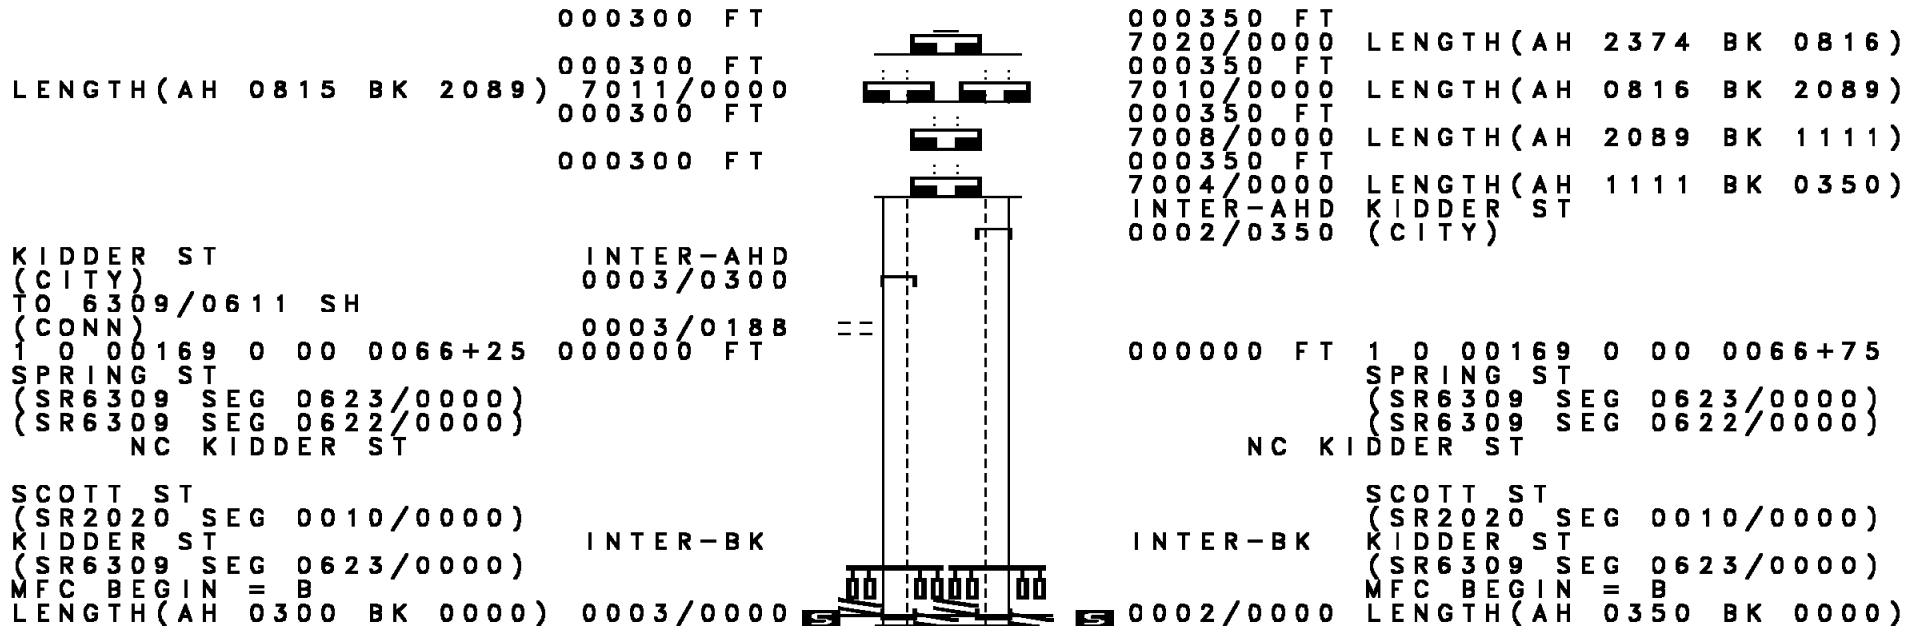 000300 FT 000350 FT
7020/0000 LENGTH(AH 2374 BK 0816)
000300 FT 000350 FT
LENGTH(AH 0815 BK 2089) 7011/0000 7010/0000 LENGTH(AH 0816 BK 2089)
000300 FT 000350 FT
7008/0000 LENGTH(AH 2089 BK 1111)
000300 FT 000350 FT
7004/0000 LENGTH(AH 1111 BK 0350)
INTER-AHD KIDDER ST
0002/0350 (CITY)
KIDDER ST INTER-AHD
(CITY) 0003/0300
TO 6309/0611 SH
(CONN) 0003/0188
1 0 00169 0 00 0066+25 000000 FT 000000 FT 1 0 00169 0 00 0066+75
SPRING ST SPRING ST
(SR6309 SEG 0623/0000) (SR6309 SEG 0623/0000)
(SR6309 SEG 0622/0000) (SR6309 SEG 0622/0000)
NC KIDDER ST NC KIDDER ST
SCOTT ST SCOTT ST
(SR2020 SEG 0010/0000) (SR2020 SEG 0010/0000)
KIDDER ST INTER-BK INTER-BK KIDDER ST
(SR6309 SEG 0623/0000) (SR6309 SEG 0623/0000)
MFC BEGIN = B MFC BEGIN = B
LENGTH(AH 0300 BK 0000) 0003/0000 S S 0002/0000 LENGTH(AH 0350 BK 0000)